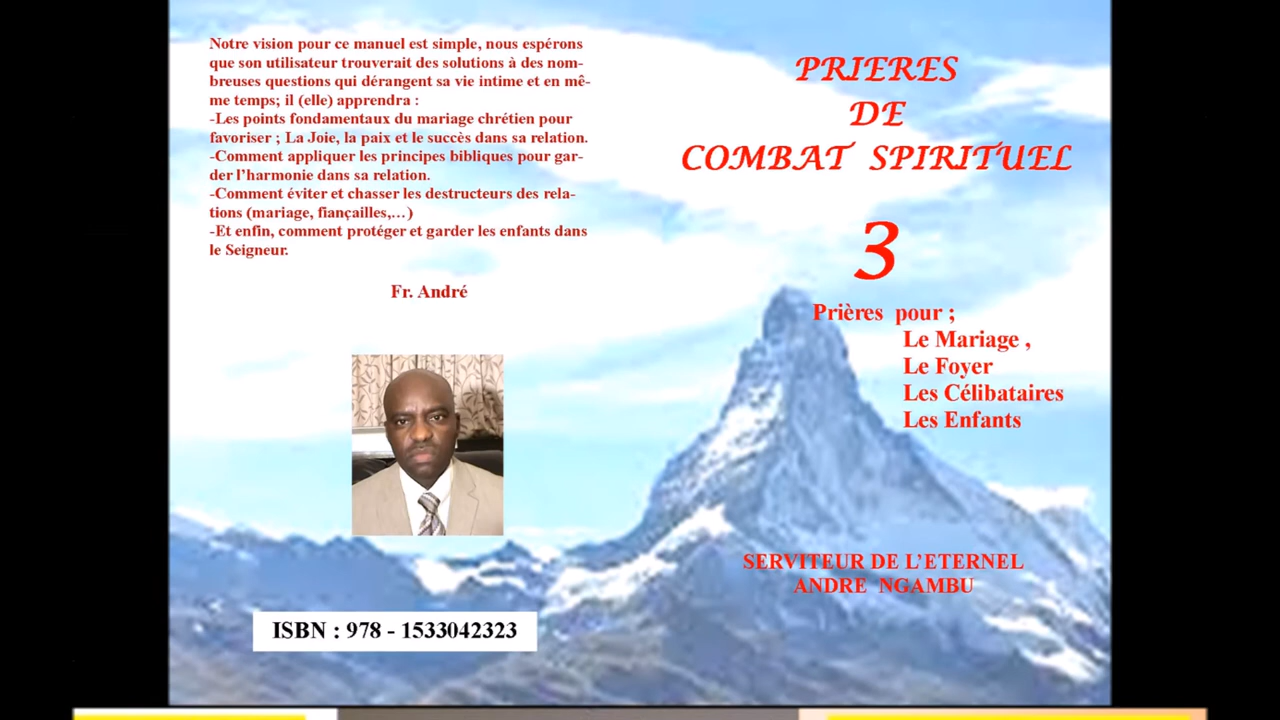 Notre vision pour ce manuel est simple, nous espérons
que son utilisateur trouverait des solutions à des nom-
breuses questions qui dérangent sa vie intime et en mê-
me temps; il (elle) apprendra :
-Les points fondamentaux du mariage chrétien pour
favoriser ; La Joie, la paix et le succès dans sa relation.
-Comment appliquer les principes bibliques pour gar-
der l'harmonie dans sa relation.
-Comment éviter et chasser les destructeurs des rela-
tions (mariage, fiançailles,...)
-Et enfin, comment protéger et garder les enfants dans
le Seigneur.
Fr. André
ISBN : 978 - 1533042323
PRIERES
DE
COMBAT SPIRITUEL
3
Prières pour ;
Le Mariage ,
Le Foyer
Les Célibataires
Les Enfants
SERVITEUR DE L'ETERNEL
ANDRE NGAMBU